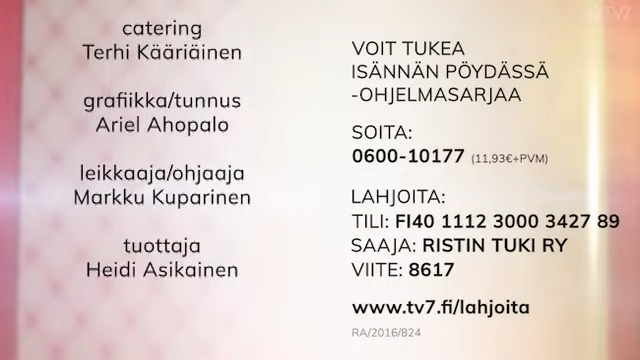 catering
Terhi Kääriäinen
grafiikka/tunnus
Ariel Ahopalo
leikkaaja/ohjaaja
Markku Kuparinen
tuottaja
Heidi Asikainen
VOIT TUKEA
ISÄNNÄN PÖYDÄSSÄ
-OHJELMASARJAA
SOITA:
0600-10177 (11,93€+PVM)
LAHJOITA:
TILI: FI40 1112 3000 3427 89
SAAJA: RISTIN TUKI RY
VIITE: 8617
www.tv7.fi/lahjoita
RA/2016/824